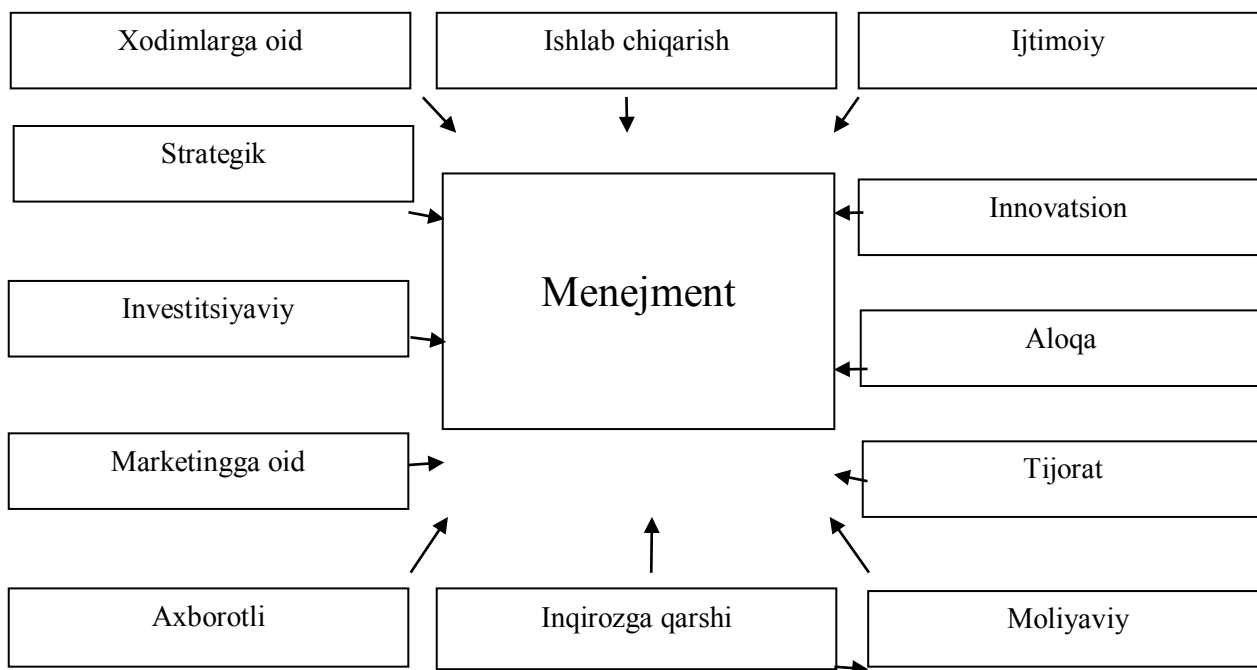 Xodimlarga oid
Ishlab chiqarish
Ijtimoiy
Strategik
Innovatsion
Menejment
Investitsiyaviy
Aloqa
Marketingga oid
Tijorat
Axborotli
Inqirozga qarshi
Moliyaviy